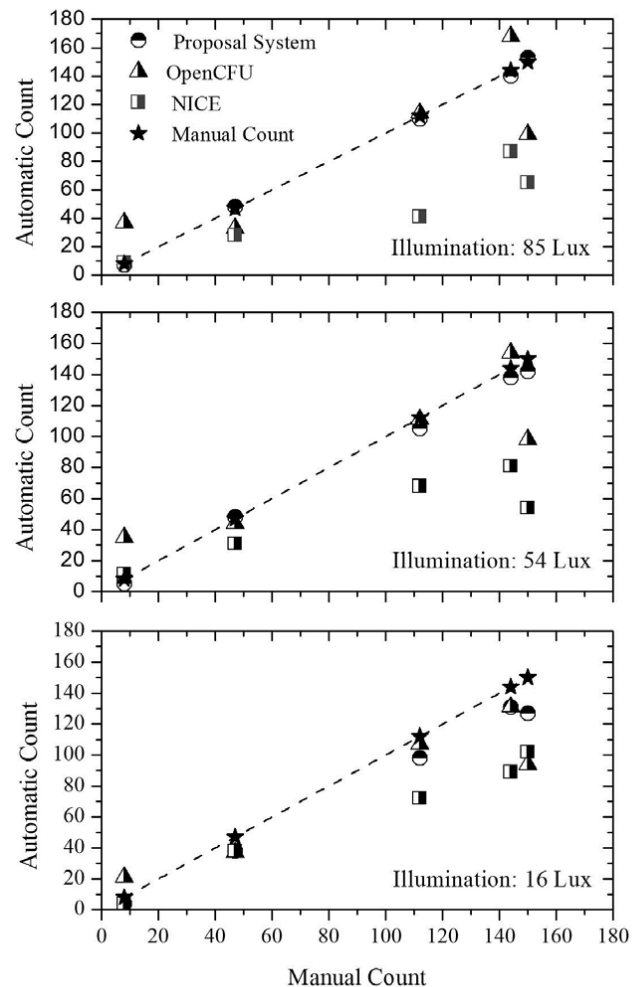 180
160
140
120
100
80
60
40
20
0
Automatic Count
Proposal System
OpenCFU
NICE
Manual Count
Illumination: 85 Lux
180
160
140
120
100
80
60
40
20
0
Automatic Count
Illumination: 54 Lux
180
160
140
120
100
80
60
40
20
0
Automatic Count
Illumination: 16 Lux
0 20 40 60 80 100 120 140 160 180
Manual Count